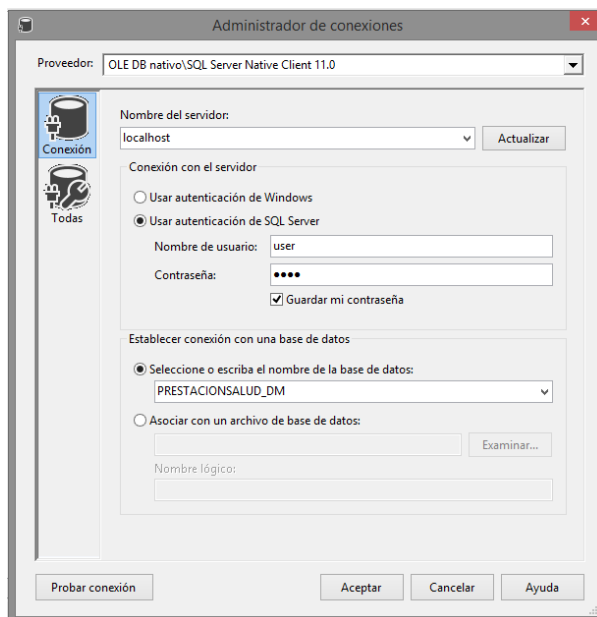 Administrador de conexiones
Proveedor: OLE DB nativo\SQL Server Native Client 11.0
Conexión
Todas
Nombre del servidor:
localhost
Actualizar
Conexión con el servidor
Usar autenticación de Windows
Usar autenticación de SQL Server
Nombre de usuario: user
Contraseña: ●●●●
Guardar mi contraseña
Establecer conexión con una base de datos
Seleccione o escriba el nombre de la base de datos:
PRESTACIONSALUD_DM
Asociar con un archivo de base de datos:
Examinar...
Nombre lógico:
Probar conexión Aceptar Cancelar Ayuda